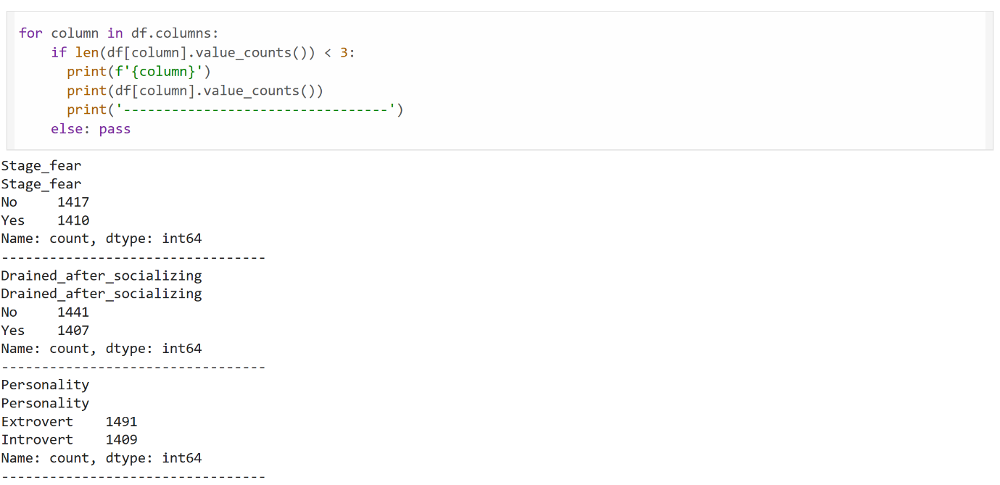 for column in df.columns:
    if len(df[column].value_counts()) < 3:
      print(f'{column}')
      print(df[column].value_counts())
      print('---------------------------------')
    else: pass
Stage_fear
Stage_fear
No     1417
Yes    1410
Name: count, dtype: int64
---------------------------------
Drained_after_socializing
Drained_after_socializing
No     1441
Yes    1407
Name: count, dtype: int64
---------------------------------
Personality
Personality
Extrovert    1491
Introvert    1409
Name: count, dtype: int64
---------------------------------